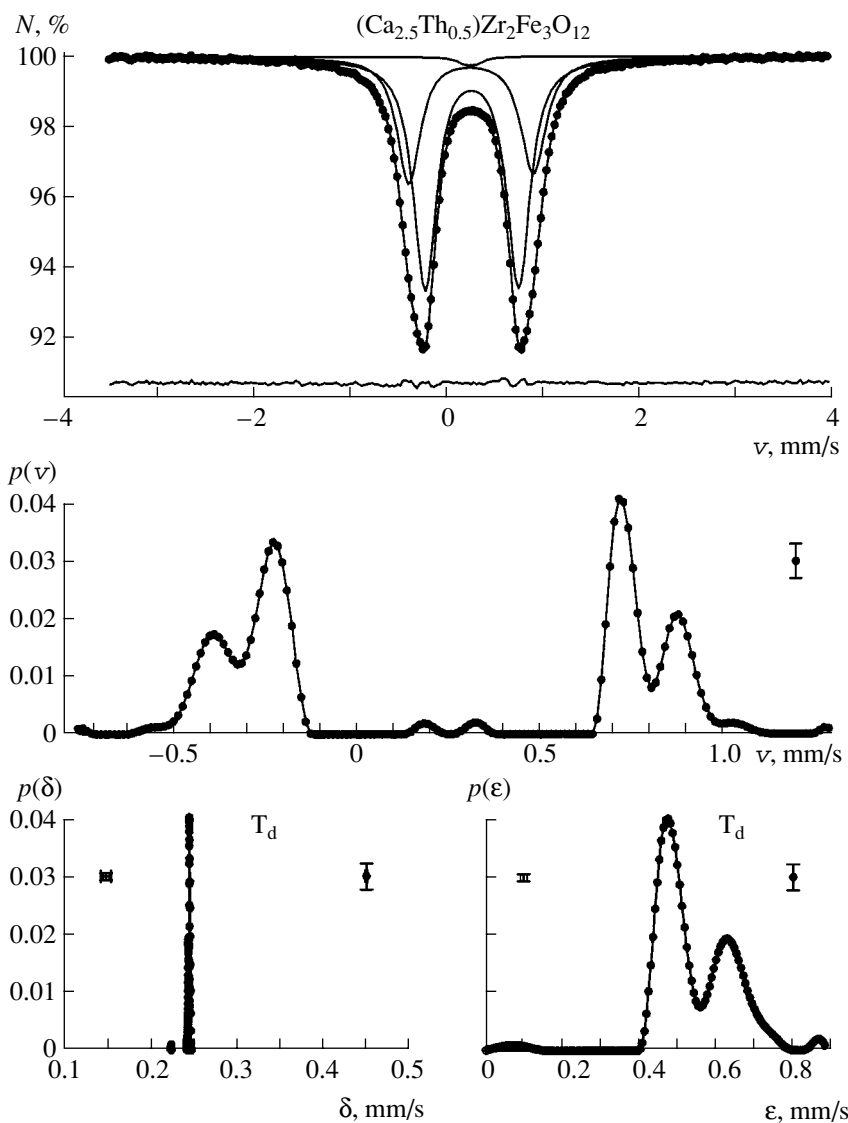 N, % (Ca2.5Th0.5)Zr2Fe3O12
100
98
96
94
92
−4 −2 0 2 4
v, mm/s
p(v)
0.04
0.03
0.02
0.01
0
−0.5 0 0.5 1.0 v, mm/s
p(δ) p(ε)
0.04 Td Td
0.03
0.02
0.01
0
0.1 0.2 0.3 0.4 0.5 0 0.2 0.4 0.6 0.8
δ, mm/s ε, mm/s